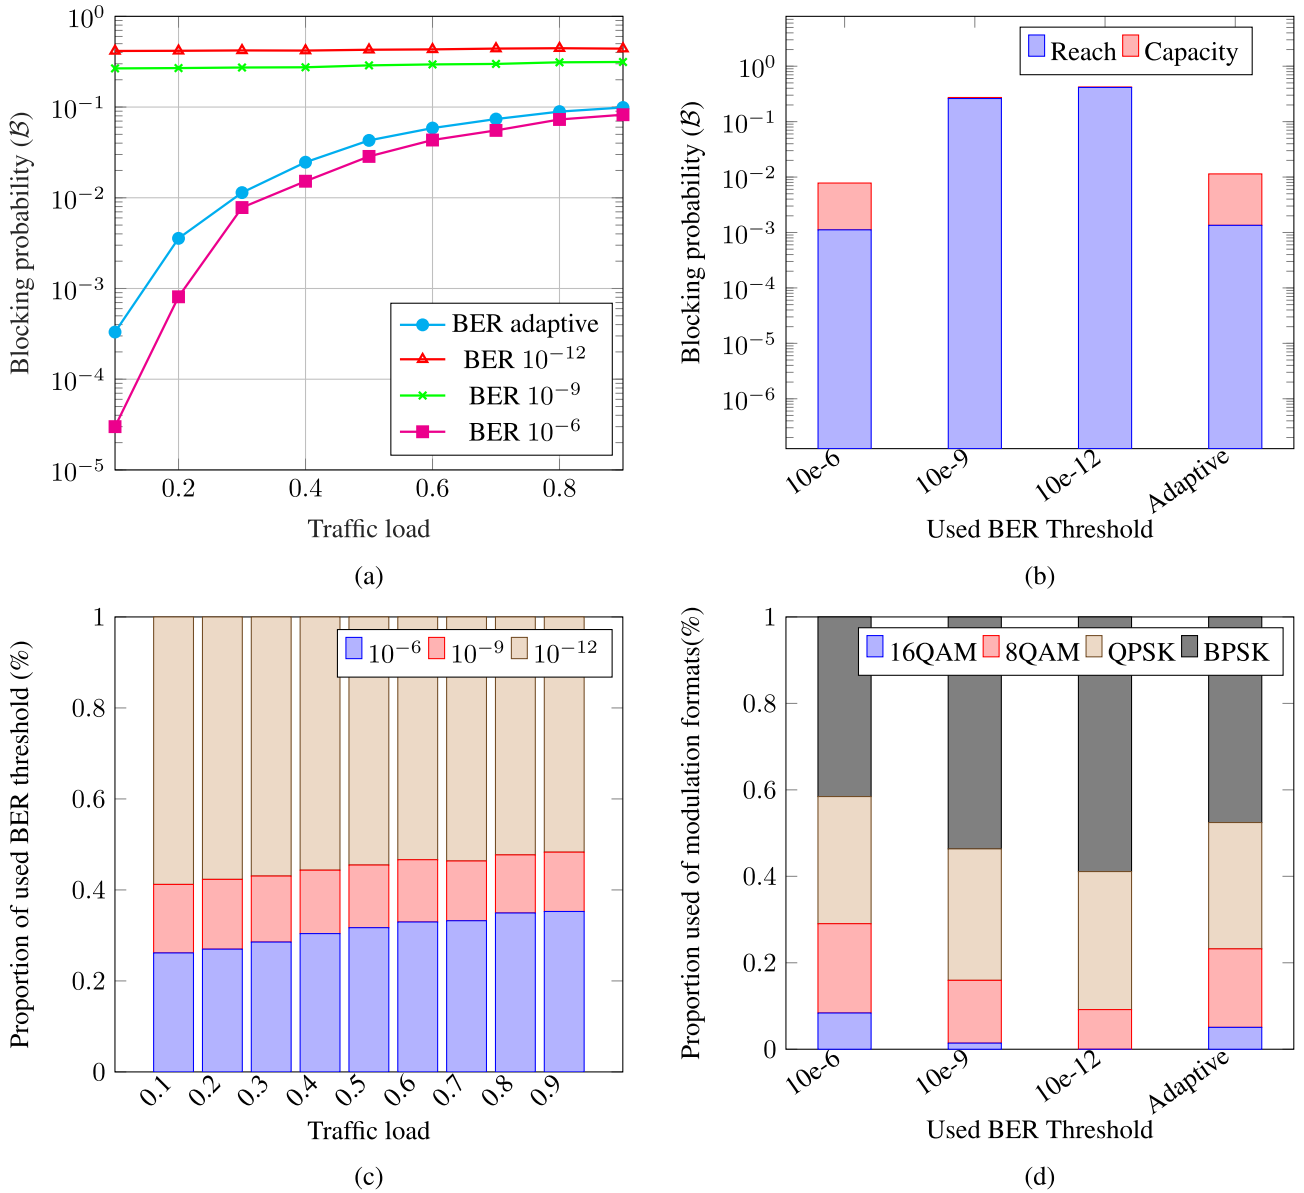 10⁰
10⁻¹
10⁻²
10⁻³
10⁻⁴
10⁻⁵
Blocking probability (ℬ)
BER adaptive
BER 10⁻¹²
BER 10⁻⁹
BER 10⁻⁶
0.2 0.4 0.6 0.8
Traffic load
(a)
Reach Capacity
10⁰
10⁻¹
10⁻²
10⁻³
10⁻⁴
10⁻⁵
10⁻⁶
Blocking probability (ℬ)
10e-6 10e-9 10e-12 Adaptive
Used BER Threshold
(b)
1
0.8
0.6
0.4
0.2
0
Proportion of used BER threshold (%)
10⁻⁶ 10⁻⁹ 10⁻¹²
0.1 0.2 0.3 0.4 0.5 0.6 0.7 0.8 0.9
Traffic load
(c)
1
0.8
0.6
0.4
0.2
0
Proportion used of modulation formats(%)
16QAM 8QAM QPSK BPSK
10e-6 10e-9 10e-12 Adaptive
Used BER Threshold
(d)